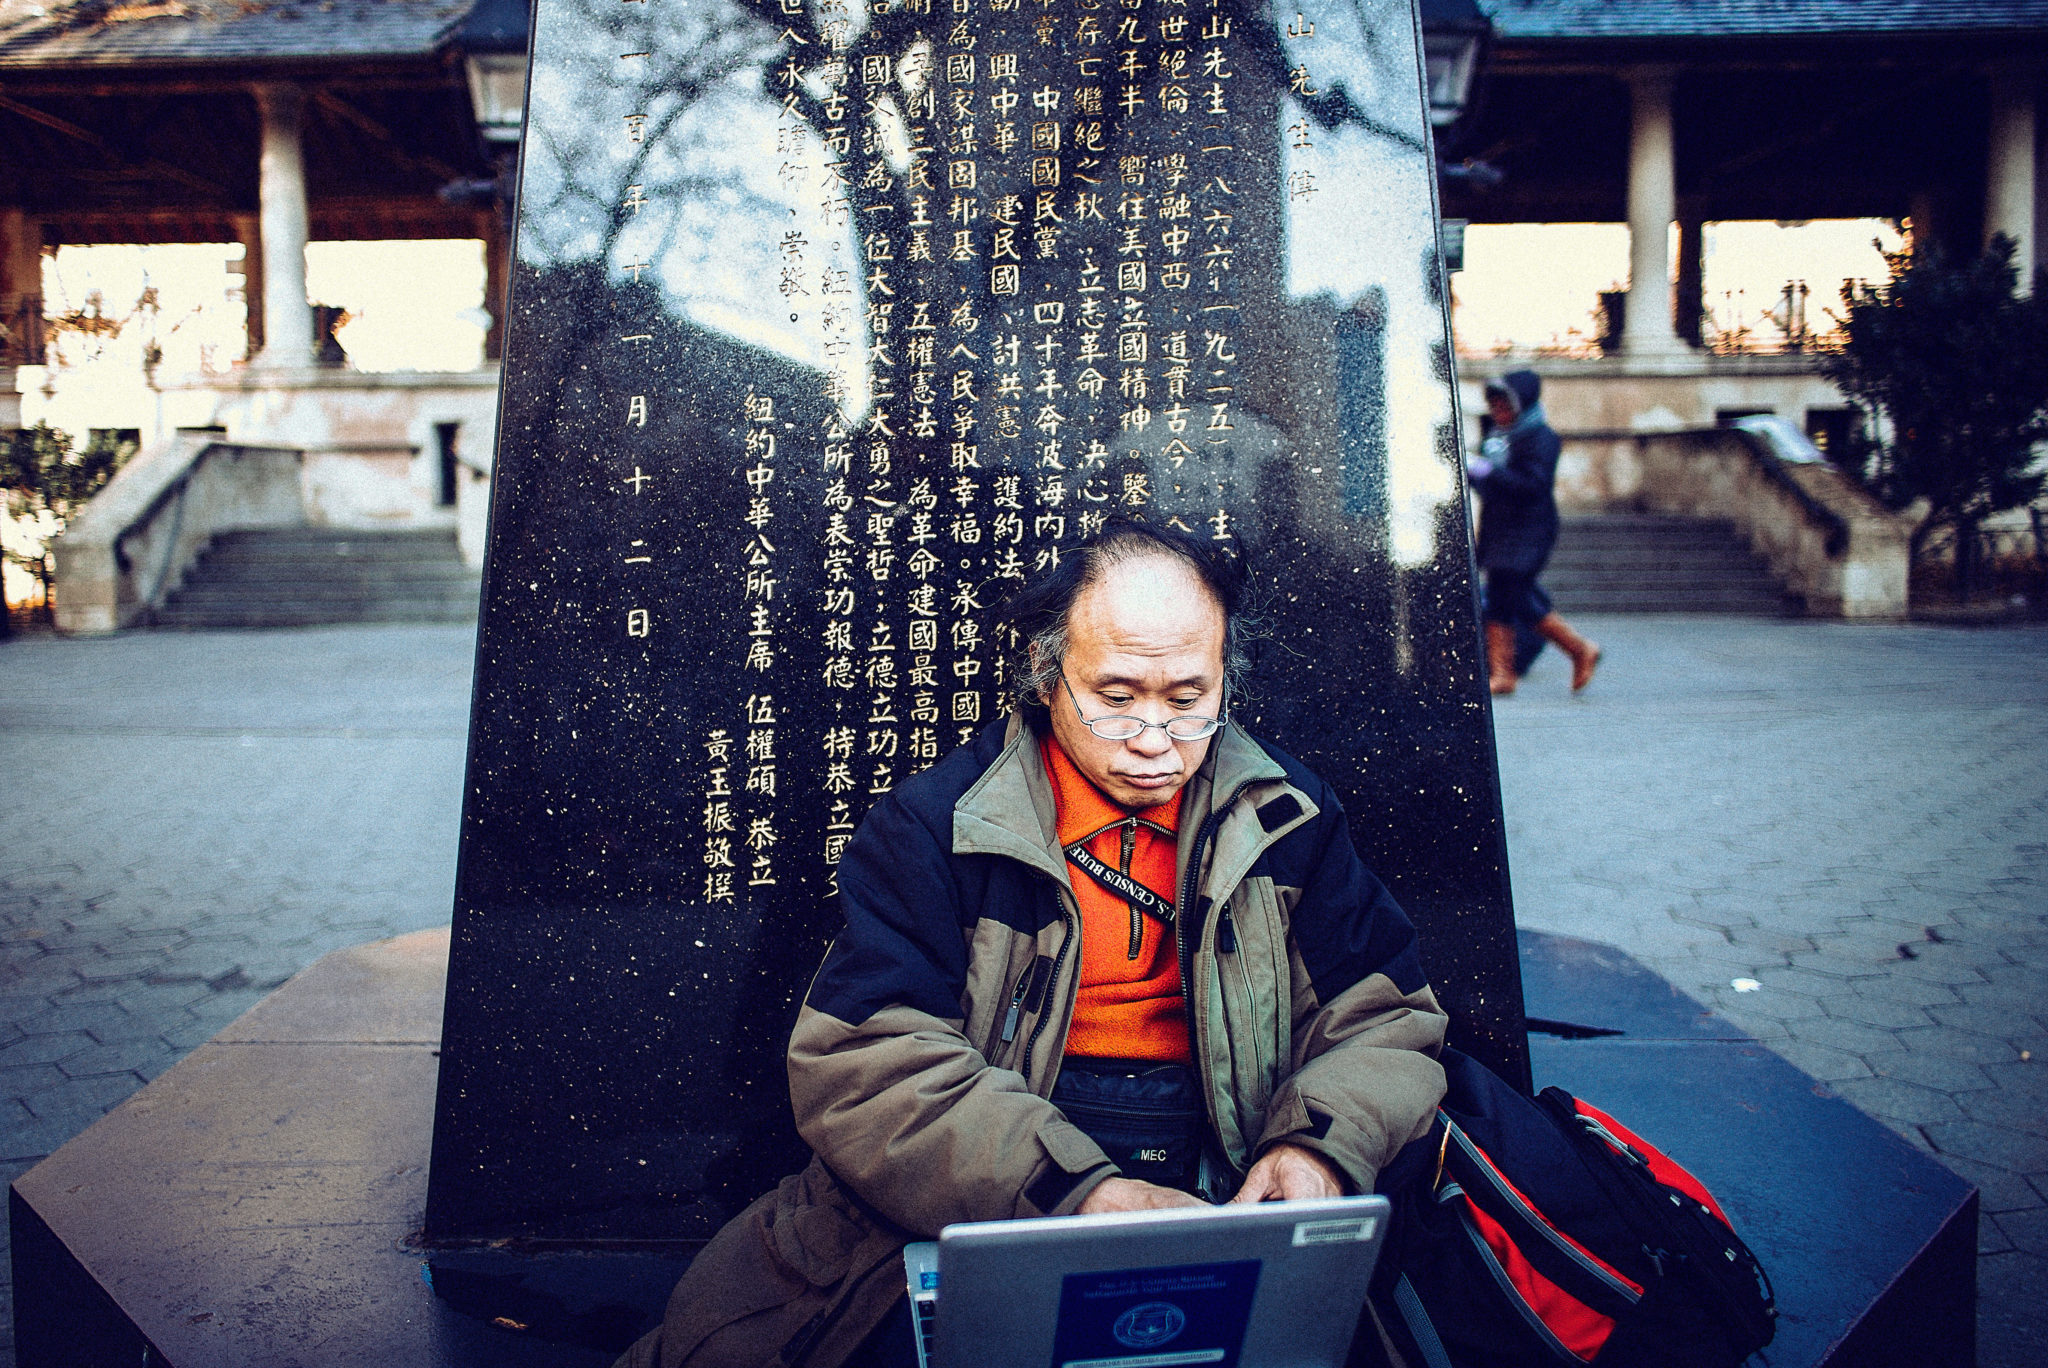 山先生傳
山先生(一八六六-一九二五),生
世絕倫、學融中西、道貫古今,
九年半,嚮往美國立國精神。鑒
存亡繼絕之秋,立志革命,決心
黨、中國國民黨,四十年奔波海內外
興中華、建民國、討共憲、護約法
為國家謀固邦基,為人民爭取幸福。承傳中國
創三民主義、五權憲法,為革命建國最高指
。國父誠為一位大智大仁大勇之聖哲;立德立功立
耀萬古而不朽。紐約中華公所為表崇功報德,特恭立國
世人永久瞻仰,崇敬。
紐約中華公所主席 伍權碩 恭立
黃玉振敬撰
一百年十一月十二日
U.S. CENSUS BURE
MEC